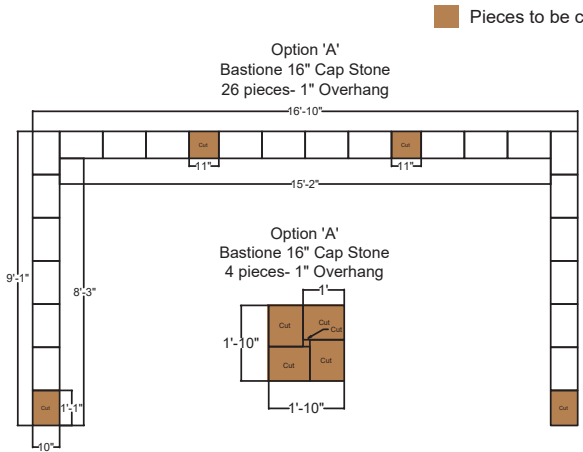 Pieces to be c
Option 'A'
Bastione 16" Cap Stone
26 pieces- 1" Overhang
16'-10"
Cut
Cut
11"
11"
15'-2"
9'-1"
8'-3"
Option 'A'
Bastione 16" Cap Stone
4 pieces- 1" Overhang
1'
Cut
Cut
Cut
1'-10"
Cut
Cut
1'-10"
Cut
1'-1"
Cut
10"